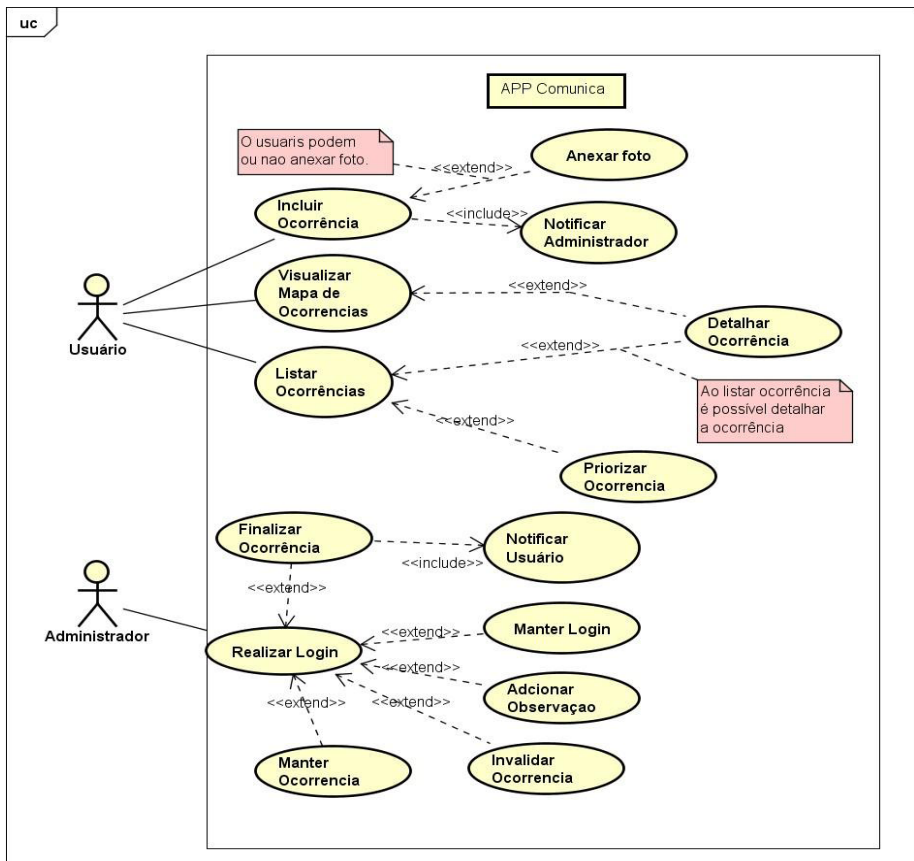 uc
APP Comunica
O usuaris podem
ou nao anexar foto.
<<extend>>
Anexar foto
Incluir
Ocorrência
<<include>>
Notificar
Administrador
Visualizar
Mapa de
Ocorrencias
<<extend>>
Detalhar
Ocorrência
<<extend>>
Usuário
Listar
Ocorrências
Ao listar ocorrência
é possível detalhar
a ocorrência
<<extend>>
Priorizar
Ocorrencia
Finalizar
Ocorrência
Notificar
Usuário
<<include>>
<<extend>>
Administrador
Realizar Login
<<extend>>
Manter Login
<<extend>>
Adcionar
Observaçao
<<extend>>
<<extend>>
Manter
Ocorrencia
Invalidar
Ocorrencia